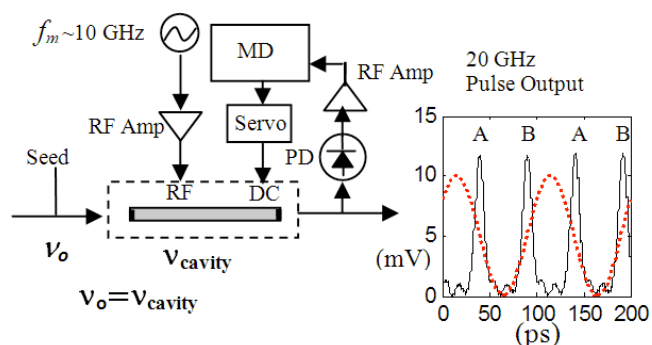 f_m~10 GHz
MD
RF Amp
20 GHz
Pulse Output
RF Amp
Servo
PD
Seed
RF
DC
ν_o
ν_cavity
ν_o=ν_cavity
15
10
5
0
(mV)
A B A B
0 50 100 150 200
(ps)